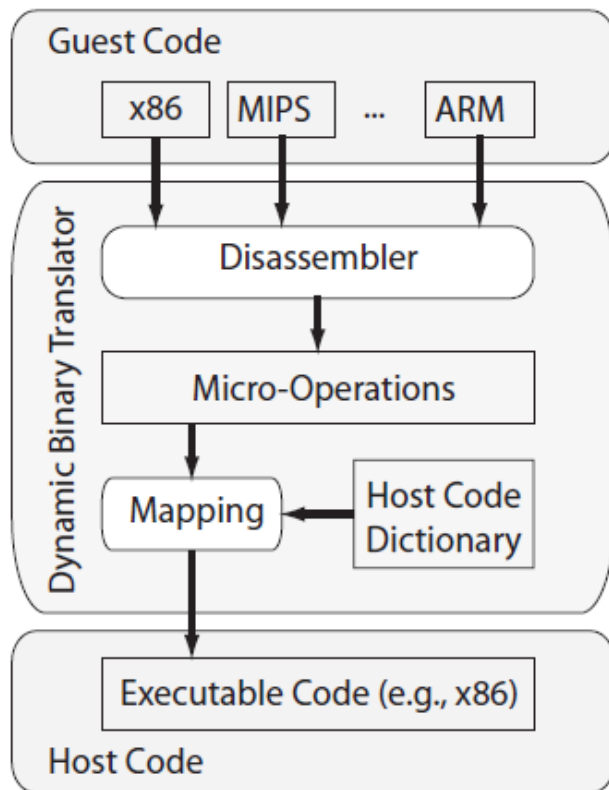 Guest Code
x86
MIPS
...
ARM
Dynamic Binary Translator
Disassembler
Micro-Operations
Mapping
Host Code
Dictionary
Executable Code (e.g., x86)
Host Code